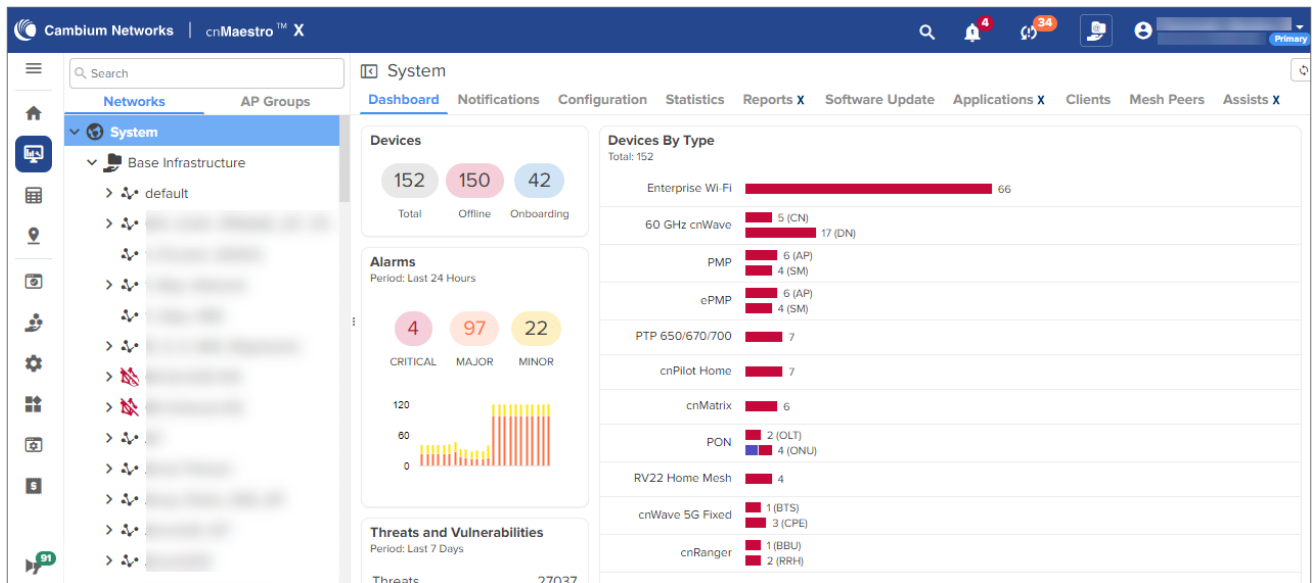 Cambium Networks | cnMaestro™ X
4
34
Primary
Search
Networks AP Groups
System
Base Infrastructure
default
S
91
System
Dashboard Notifications Configuration Statistics Reports X Software Update Applications X Clients Mesh Peers Assists X
Devices
152 150 42
Total Offline Onboarding
Alarms
Period: Last 24 Hours
4 97 22
CRITICAL MAJOR MINOR
120
60
0
Threats and Vulnerabilities
Period: Last 7 Days
Threats 27037
Devices By Type
Total: 152
Enterprise Wi-Fi 66
60 GHz cnWave 5 (CN)
17 (DN)
PMP 6 (AP)
4 (SM)
ePMP 6 (AP)
4 (SM)
PTP 650/670/700 7
cnPilot Home 7
cnMatrix 6
PON 2 (OLT)
4 (ONU)
RV22 Home Mesh 4
cnWave 5G Fixed 1 (BTS)
3 (CPE)
cnRanger 1 (BBU)
2 (RRH)